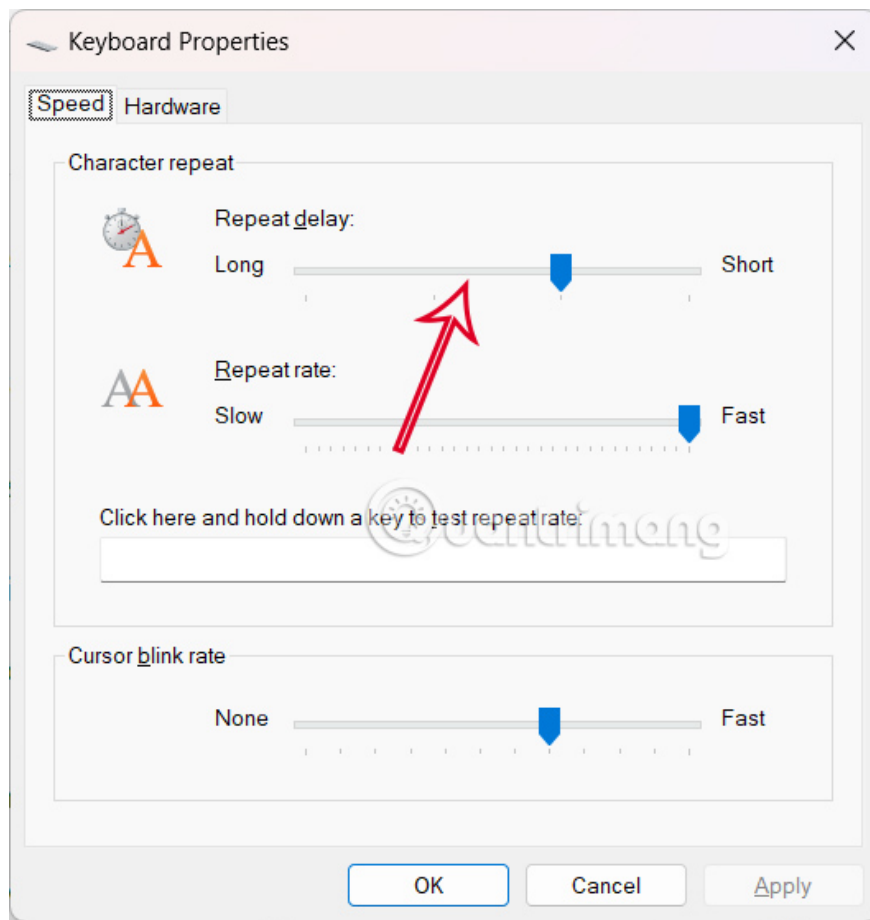 Keyboard Properties
Speed Hardware
Character repeat
Repeat delay:
Long Short
Repeat rate:
Slow Fast
Click here and hold down a key to test repeat rate:
Quantrimang
Cursor blink rate
None Fast
OK Cancel Apply